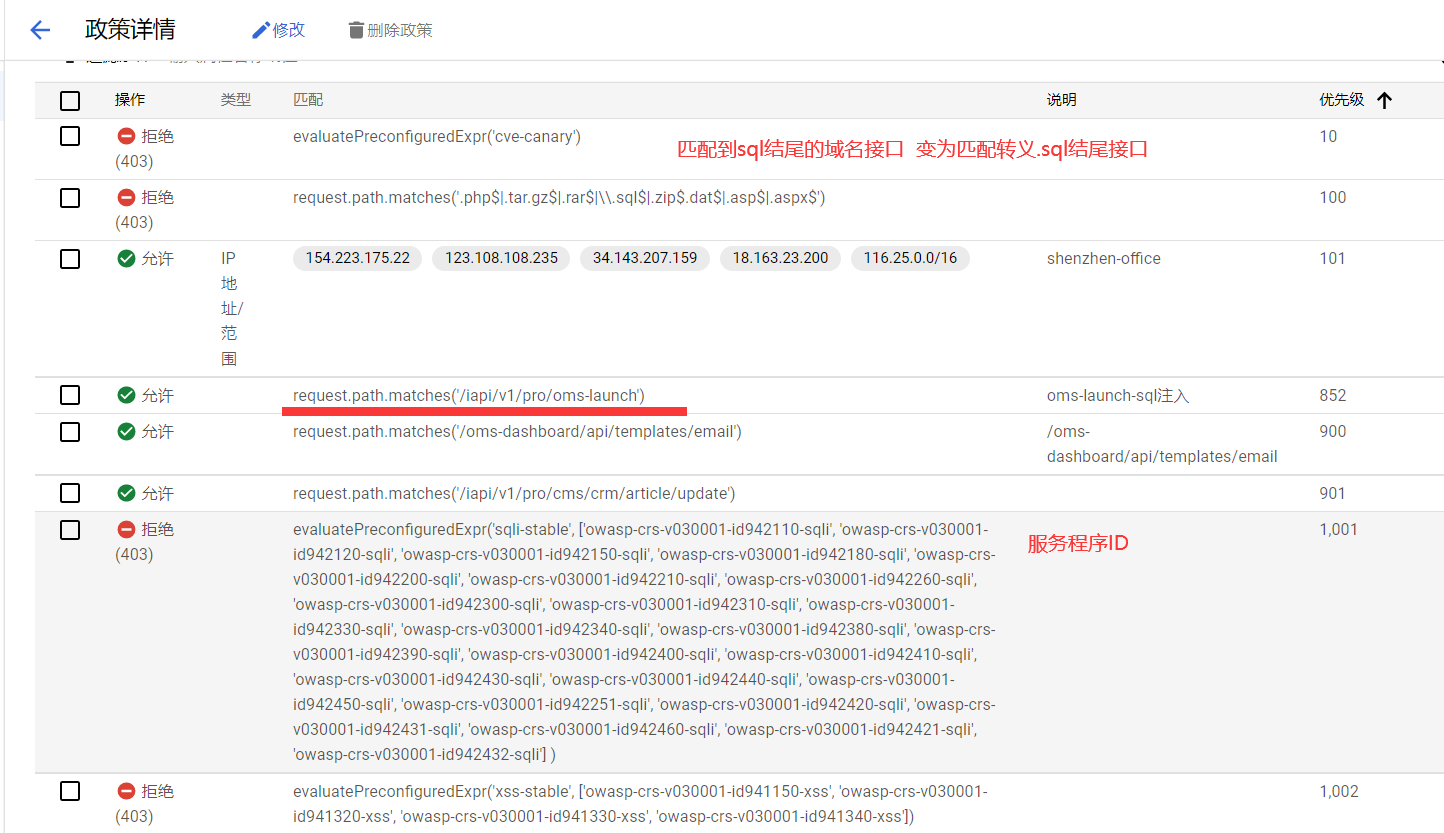 政策详情
修改
删除政策
操作 类型 匹配 说明 优先级
拒绝 evaluatePreconfiguredExpr('cve-canary') 10
(403)
匹配到sql结尾的域名接口 变为匹配转义.sql结尾接口
拒绝 request.path.matches('.php$|.tar.gz$|.rar$|\\.sql$|.zip$.dat$|.asp$|.aspx$') 100
(403)
允许 IP 154.223.175.22 123.108.108.235 34.143.207.159 18.163.23.200 116.25.0.0/16 shenzhen-office 101
地
址/
范
围
允许 request.path.matches('/iapi/v1/pro/oms-launch') oms-launch-sql注入 852
允许 request.path.matches('/oms-dashboard/api/templates/email') /oms- 900
dashboard/api/templates/email
允许 request.path.matches('/iapi/v1/pro/cms/crm/article/update') 901
拒绝 evaluatePreconfiguredExpr('sqli-stable', ['owasp-crs-v030001-id942110-sqli', 'owasp-crs-v030001- 1,001
服务程序ID
(403) id942120-sqli', 'owasp-crs-v030001-id942150-sqli', 'owasp-crs-v030001-id942180-sqli', 'owasp-crs-
v030001-id942200-sqli', 'owasp-crs-v030001-id942210-sqli', 'owasp-crs-v030001-id942260-sqli',
'owasp-crs-v030001-id942300-sqli', 'owasp-crs-v030001-id942310-sqli', 'owasp-crs-v030001-
id942330-sqli', 'owasp-crs-v030001-id942340-sqli', 'owasp-crs-v030001-id942380-sqli', 'owasp-crs-
v030001-id942390-sqli', 'owasp-crs-v030001-id942400-sqli', 'owasp-crs-v030001-id942410-sqli',
'owasp-crs-v030001-id942430-sqli', 'owasp-crs-v030001-id942440-sqli', 'owasp-crs-v030001-
id942450-sqli', 'owasp-crs-v030001-id942251-sqli', 'owasp-crs-v030001-id942420-sqli', 'owasp-crs-
v030001-id942431-sqli', 'owasp-crs-v030001-id942460-sqli', 'owasp-crs-v030001-id942421-sqli',
'owasp-crs-v030001-id942432-sqli'] )
拒绝 evaluatePreconfiguredExpr('xss-stable', ['owasp-crs-v030001-id941150-xss', 'owasp-crs-v030001- 1,002
(403) id941320-xss', 'owasp-crs-v030001-id941330-xss', 'owasp-crs-v030001-id941340-xss'])